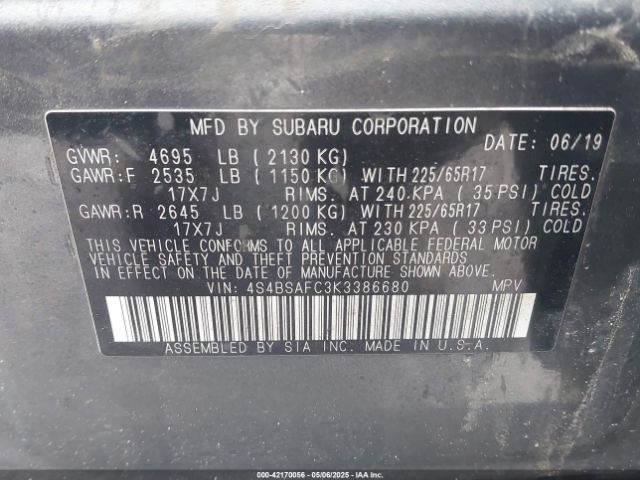 MFD BY SUBARU CORPORATION
DATE: 06/19
GVWR: 4695 LB ( 2130 KG)
GAWR:F 2535 LB ( 1150 KG) WITH 225/65R17 TIRES.
17X7J RIMS. AT 240 KPA ( 35 PSI) COLD
GAWR:R 2645 LB ( 1200 KG) WITH 225/65R17 TIRES.
17X7J RIMS. AT 230 KPA ( 33 PSI) COLD
THIS VEHICLE CONFORMS TO ALL APPLICABLE FEDERAL MOTOR
VEHICLE SAFETY & THEFT PREVENTION STANDARDS
IN EFFECT ON THE DATE OF MANUFACTURE SHOWN ABOVE.
VIN: 4S4BSAFC3K3386680 MPV
ASSEMBLED BY SIA INC. MADE IN U.S.A.
000-42170056 - 05/06/2025 - IAAI.COM